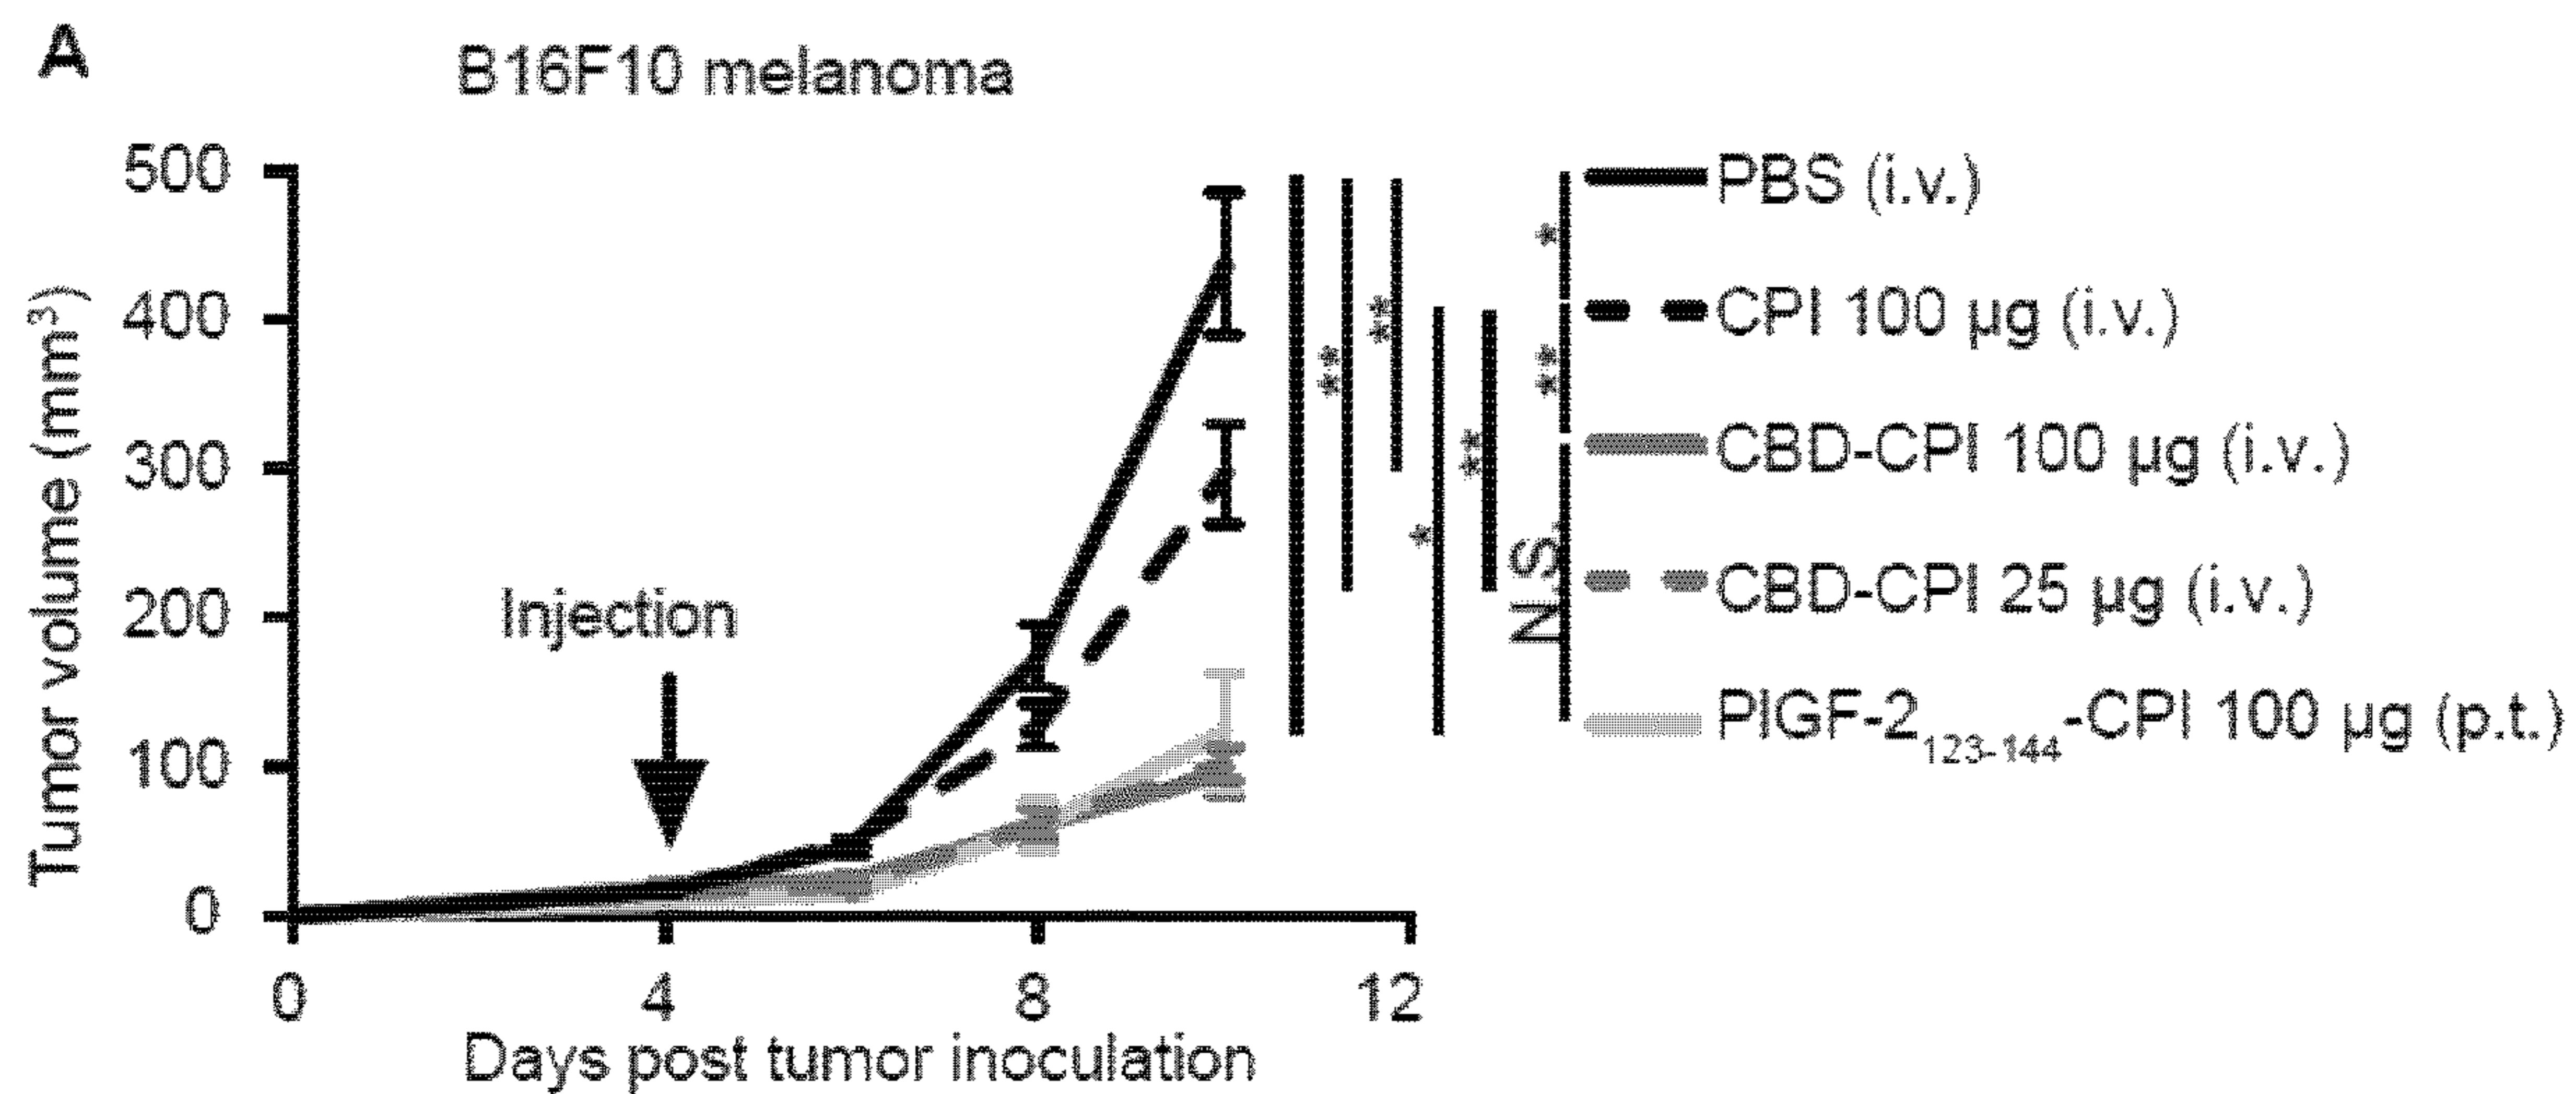 A
B16F10 melanoma
500
400
300
200
100
0
Tumor volume (mm³)
Injection
0 4 8 12
Days post tumor inoculation
**
**
*
**
*
**
N.S.
PBS (i.v.)
CPI 100 µg (i.v.)
CBD-CPI 100 µg (i.v.)
CBD-CPI 25 µg (i.v.)
PlGF-2₁₂₃₋₁₄₄-CPI 100 µg (p.t.)